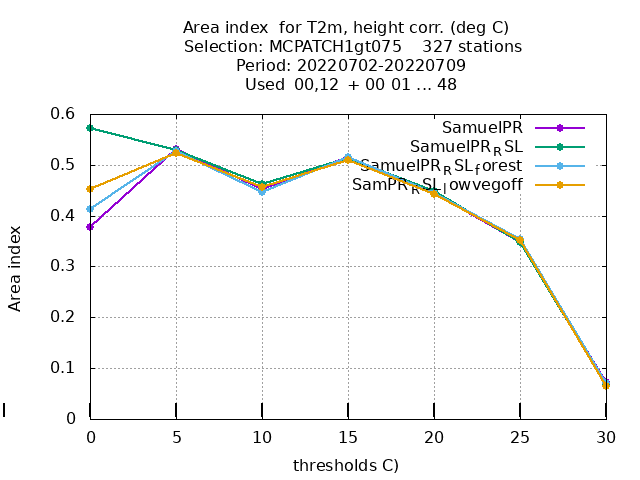 Area index  for T2m, height corr. (deg C)
Selection: MCPATCH1gt075    327 stations
Period: 20220702-20220709
Used  00,12  + 00 01 ... 48
SamuelPR
SamuelPR_RSL
SamuelPR_RSL_forest
SamPR_RSL_lowvegoff
0.6
0.5
0.4
0.3
0.2
0.1
0
Area index
0 5 10 15 20 25 30
thresholds C)